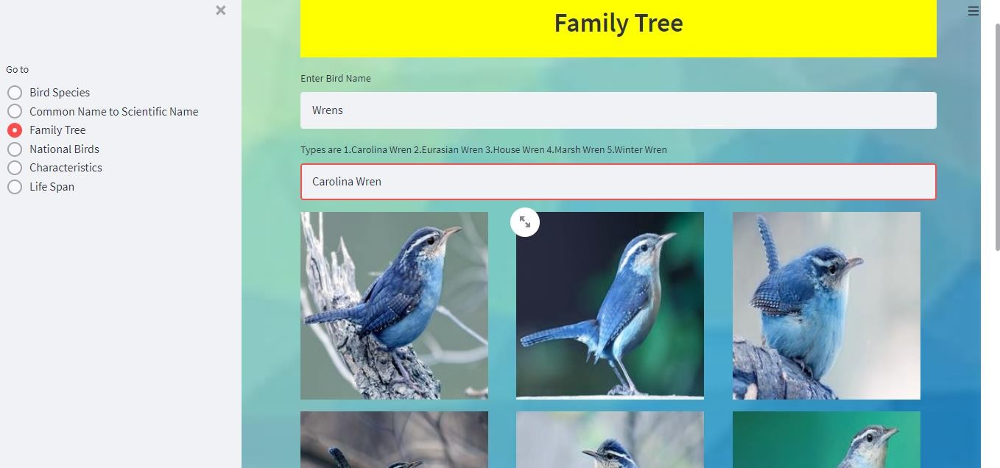 Family Tree
Go to
Bird Species
Common Name to Scientific Name
Family Tree
National Birds
Characteristics
Life Span
Enter Bird Name
Wrens
Types are 1.Carolina Wren 2.Eurasian Wren 3.House Wren 4.Marsh Wren 5.Winter Wren
Carolina Wren